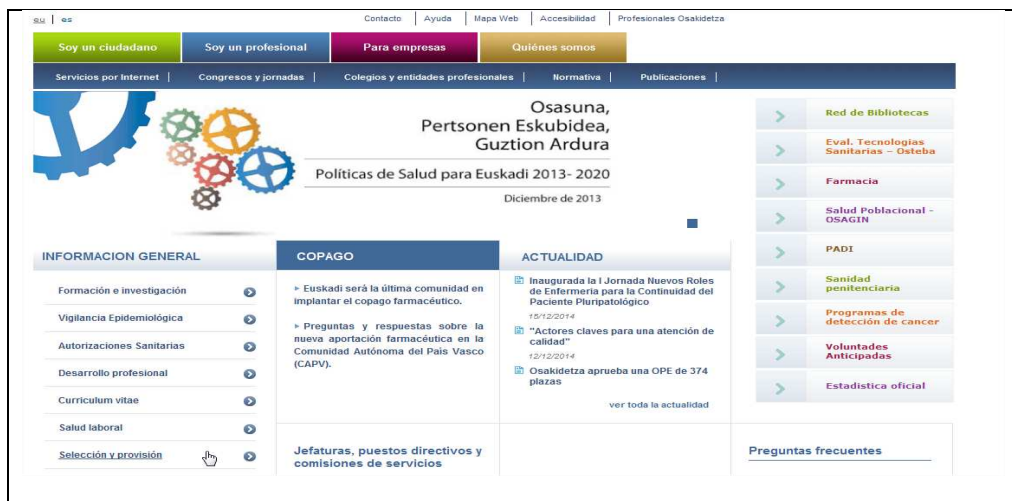 eu | es
Contacto | Ayuda | Mapa Web | Accesibilidad | Profesionales Osakidetza
Soy un ciudadano
Soy un profesional
Para empresas
Quiénes somos
Servicios por Internet | Congresos y jornadas | Colegios y entidades profesionales | Normativa | Publicaciones |
Osasuna,
Pertsonen Eskubidea,
Guztion Ardura
Políticas de Salud para Euskadi 2013- 2020
Diciembre de 2013
INFORMACION GENERAL
Formación e investigación
Vigilancia Epidemiológica
Autorizaciones Sanitarias
Desarrollo profesional
Curriculum vitae
Salud laboral
Selección y provisión
COPAGO
Euskadi será la última comunidad en
implantar el copago farmacéutico.
Preguntas y respuestas sobre la
nueva aportación farmacéutica en la
Comunidad Autónoma del País Vasco
(CAPV).
Jefaturas, puestos directivos y
comisiones de servicios
ACTUALIDAD
Inaugurada la I Jornada Nuevos Roles
de Enfermería para la Continuidad del
Paciente Pluripatológico
15/12/2014
"Actores claves para una atención de
calidad"
12/12/2014
Osakidetza aprueba una OPE de 374
plazas
ver toda la actualidad
Red de Bibliotecas
Eval. Tecnologías
Sanitarias – Osteba
Farmacia
Salud Poblacional -
OSAGIN
PADI
Sanidad
penitenciaria
Programas de
detección de cancer
Voluntades
Anticipadas
Estadística oficial
Preguntas frecuentes